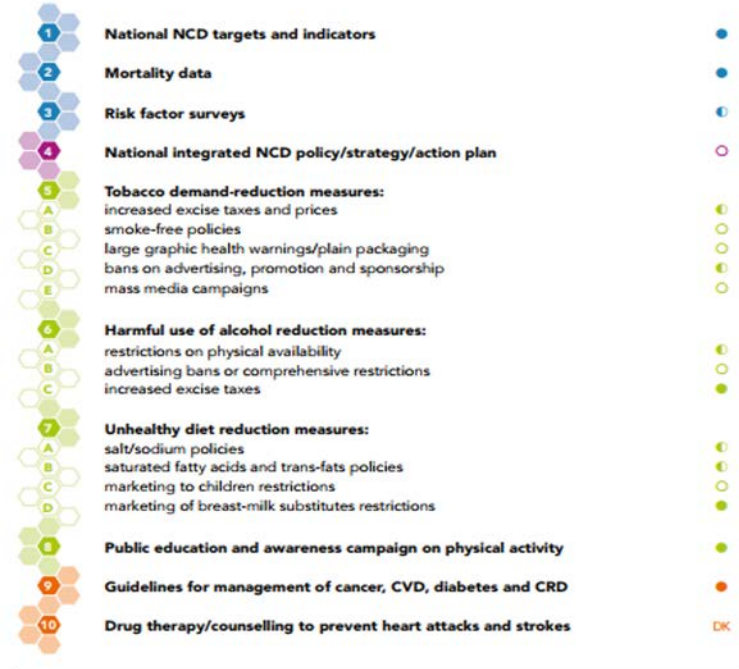 1 National NCD targets and indicators
2 Mortality data
3 Risk factor surveys
4 National integrated NCD policy/strategy/action plan
5 Tobacco demand-reduction measures:
A increased excise taxes and prices
B smoke-free policies
C large graphic health warnings/plain packaging
D bans on advertising, promotion and sponsorship
E mass media campaigns
6 Harmful use of alcohol reduction measures:
A restrictions on physical availability
B advertising bans or comprehensive restrictions
C increased excise taxes
7 Unhealthy diet reduction measures:
A salt/sodium policies
B saturated fatty acids and trans-fats policies
C marketing to children restrictions
D marketing of breast-milk substitutes restrictions
8 Public education and awareness campaign on physical activity
9 Guidelines for management of cancer, CVD, diabetes and CRD
10 Drug therapy/counselling to prevent heart attacks and strokes DK